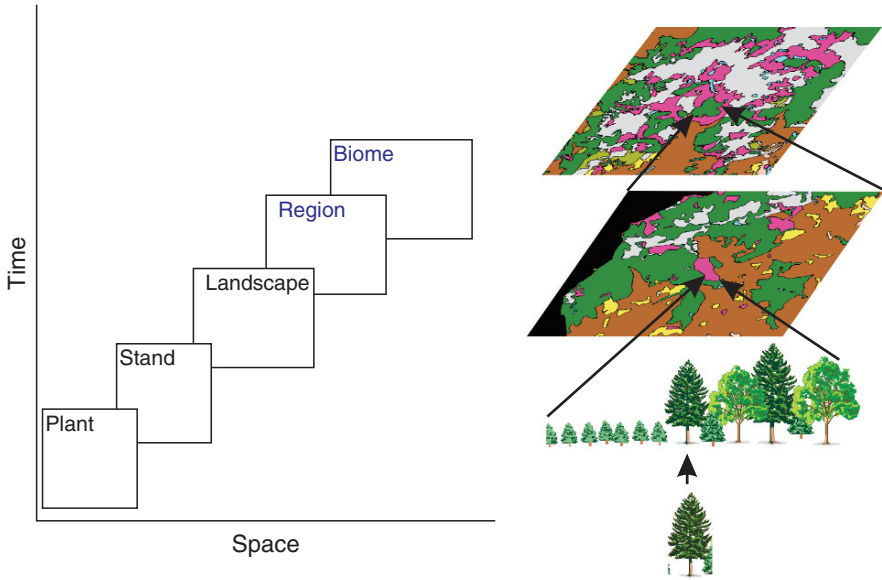 Biome
Region
Landscape
Stand
Plant
Time
Space